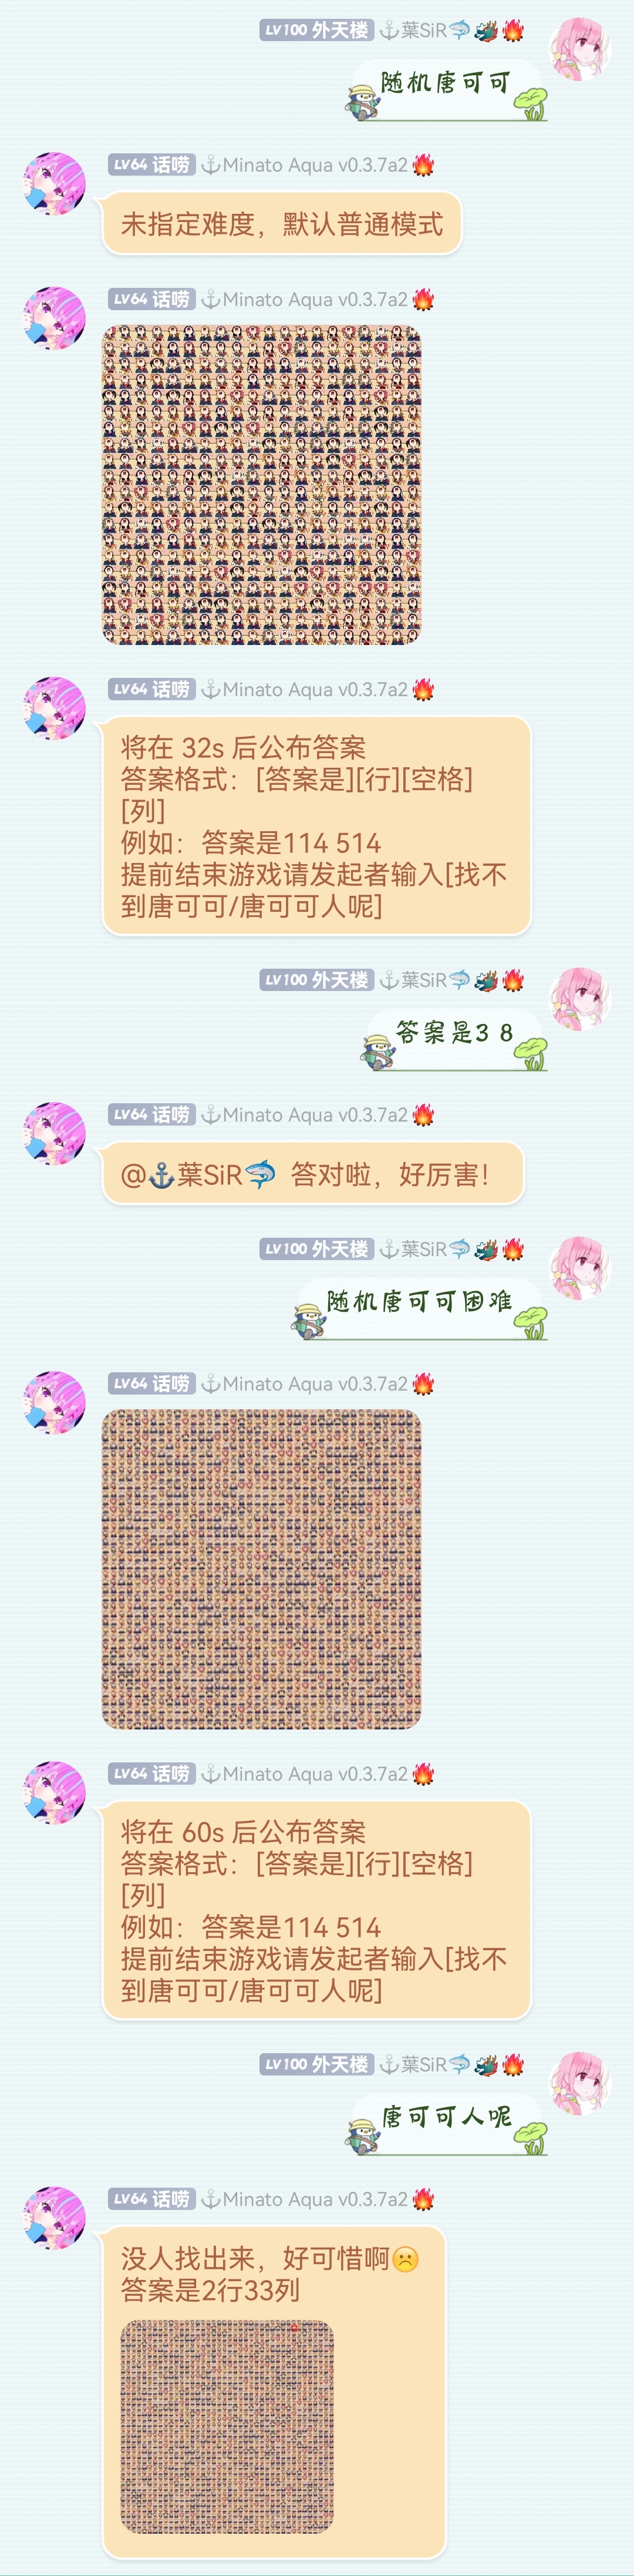 LV100 外天楼 ⚓葉SiR🦈🐲🔥
随机唐可可
LV64 话唠 ⚓Minato Aqua v0.3.7a2🔥
未指定难度，默认普通模式
LV64 话唠 ⚓Minato Aqua v0.3.7a2🔥
LV64 话唠 ⚓Minato Aqua v0.3.7a2🔥
将在 32s 后公布答案
答案格式：[答案是][行][空格]
[列]
例如：答案是114 514
提前结束游戏请发起者输入[找不
到唐可可/唐可可人呢]
LV100 外天楼 ⚓葉SiR🦈🐲🔥
答案是3 8
LV64 话唠 ⚓Minato Aqua v0.3.7a2🔥
@⚓葉SiR🦈 答对啦，好厉害！
LV100 外天楼 ⚓葉SiR🦈🐲🔥
随机唐可可困难
LV64 话唠 ⚓Minato Aqua v0.3.7a2🔥
LV64 话唠 ⚓Minato Aqua v0.3.7a2🔥
将在 60s 后公布答案
答案格式：[答案是][行][空格]
[列]
例如：答案是114 514
提前结束游戏请发起者输入[找不
到唐可可/唐可可人呢]
LV100 外天楼 ⚓葉SiR🦈🐲🔥
唐可可人呢
LV64 话唠 ⚓Minato Aqua v0.3.7a2🔥
没人找出来，好可惜啊☹️
答案是2行33列